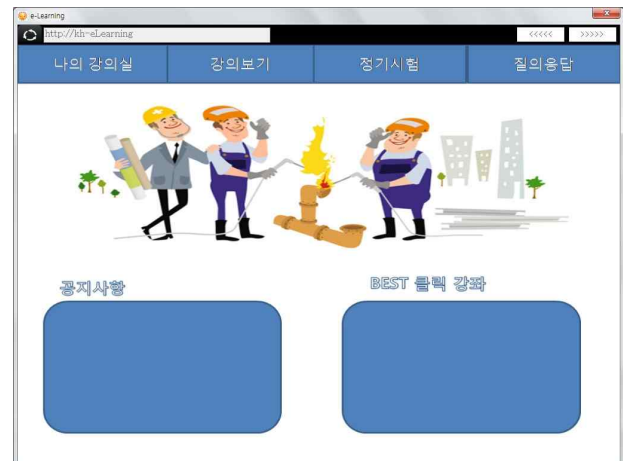 e-Learning
http://kh-eLearning
<<<<< >>>>>
나의 강의실 강의보기 정기시험 질의응답
공지사항 BEST 클릭 강좌